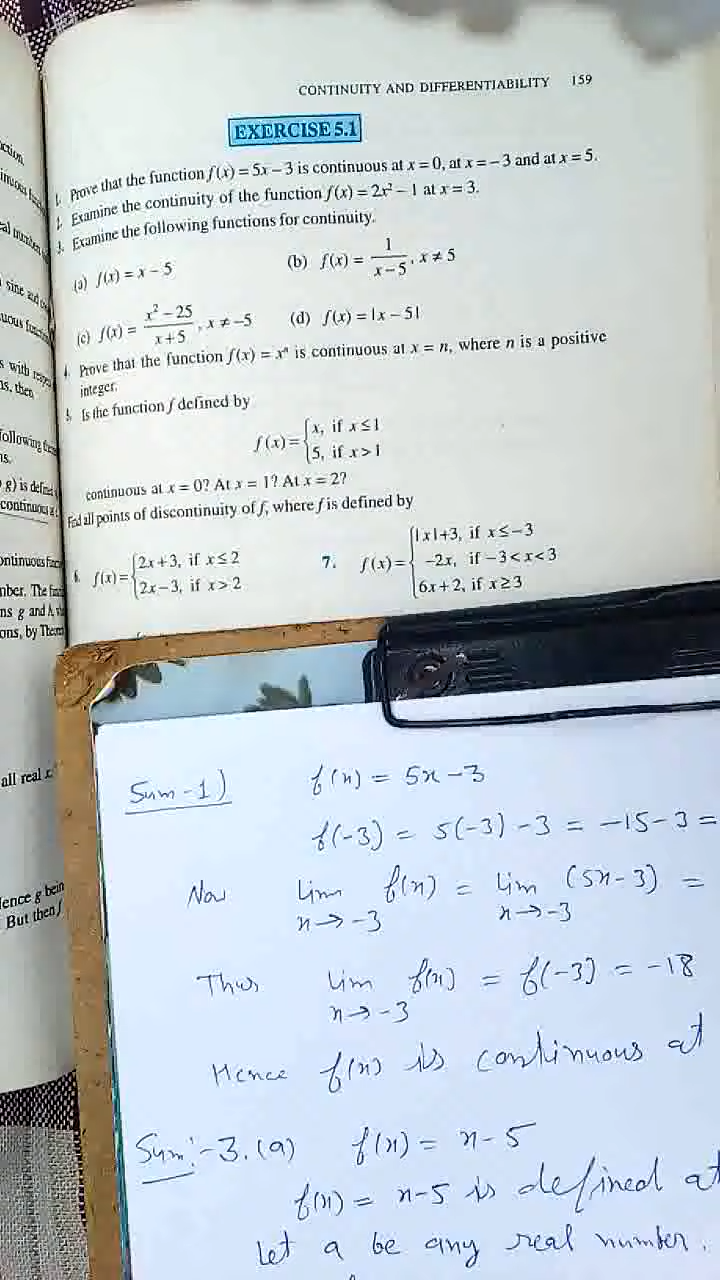 CONTINUITY AND DIFFERENTIABILITY 159
EXERCISE 5.1
1. Prove that the function f(x) = 5x – 3 is continuous at x = 0, at x = – 3 and at x = 5.
2. Examine the continuity of the function f(x) = 2x² – 1 at x = 3.
3. Examine the following functions for continuity.
(a) f(x) = x – 5 (b) f(x) = 1/(x – 5), x ≠ 5
(c) f(x) = (x² – 25)/(x + 5), x ≠ –5 (d) f(x) = |x – 5|
4. Prove that the function f(x) = xⁿ is continuous at x = n, where n is a positive
integer.
5. Is the function f defined by
f(x) = { x, if x ≤ 1
5, if x > 1
continuous at x = 0? At x = 1? At x = 2?
Find all points of discontinuity of f, where f is defined by
6. f(x) = { 2x + 3, if x ≤ 2
2x – 3, if x > 2
7. f(x) = { |x| + 3, if x ≤ –3
–2x, if –3 < x < 3
6x + 2, if x ≥ 3
all real x
Hence g bein
But then f
Sum - 1) f(x) = 5x – 3
f(–3) = 5(–3) – 3 = –15 – 3 =
Now lim x→–3 f(x) = lim x→–3 (5x – 3) =
Thus lim x→–3 f(x) = f(–3) = –18
Hence f(x) is continuous at
Sum:- 3. (a) f(x) = x – 5
f(x) = x – 5 is defined at
Let a be any real number.